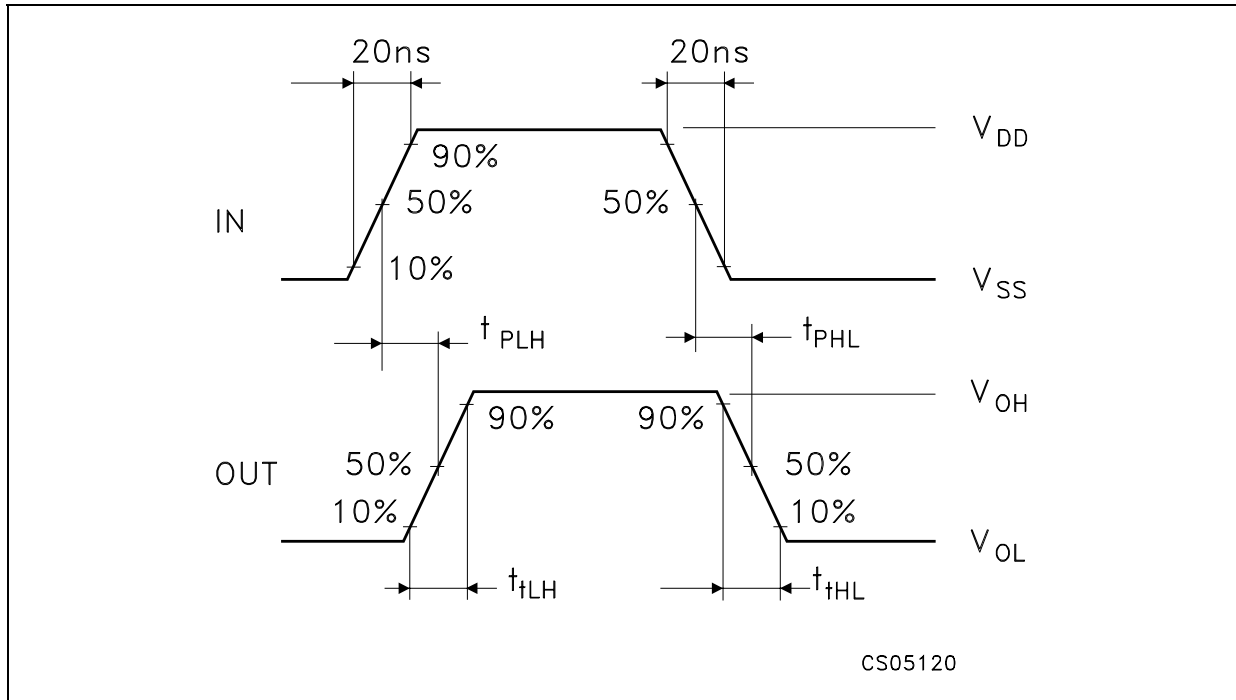 20ns 20ns
V_DD
90%
50% 50%
IN
10%
V_SS
t_PLH t_PHL
V_OH
90% 90%
50% 50%
OUT
10% 10%
V_OL
t_tLH t_tHL
CS05120